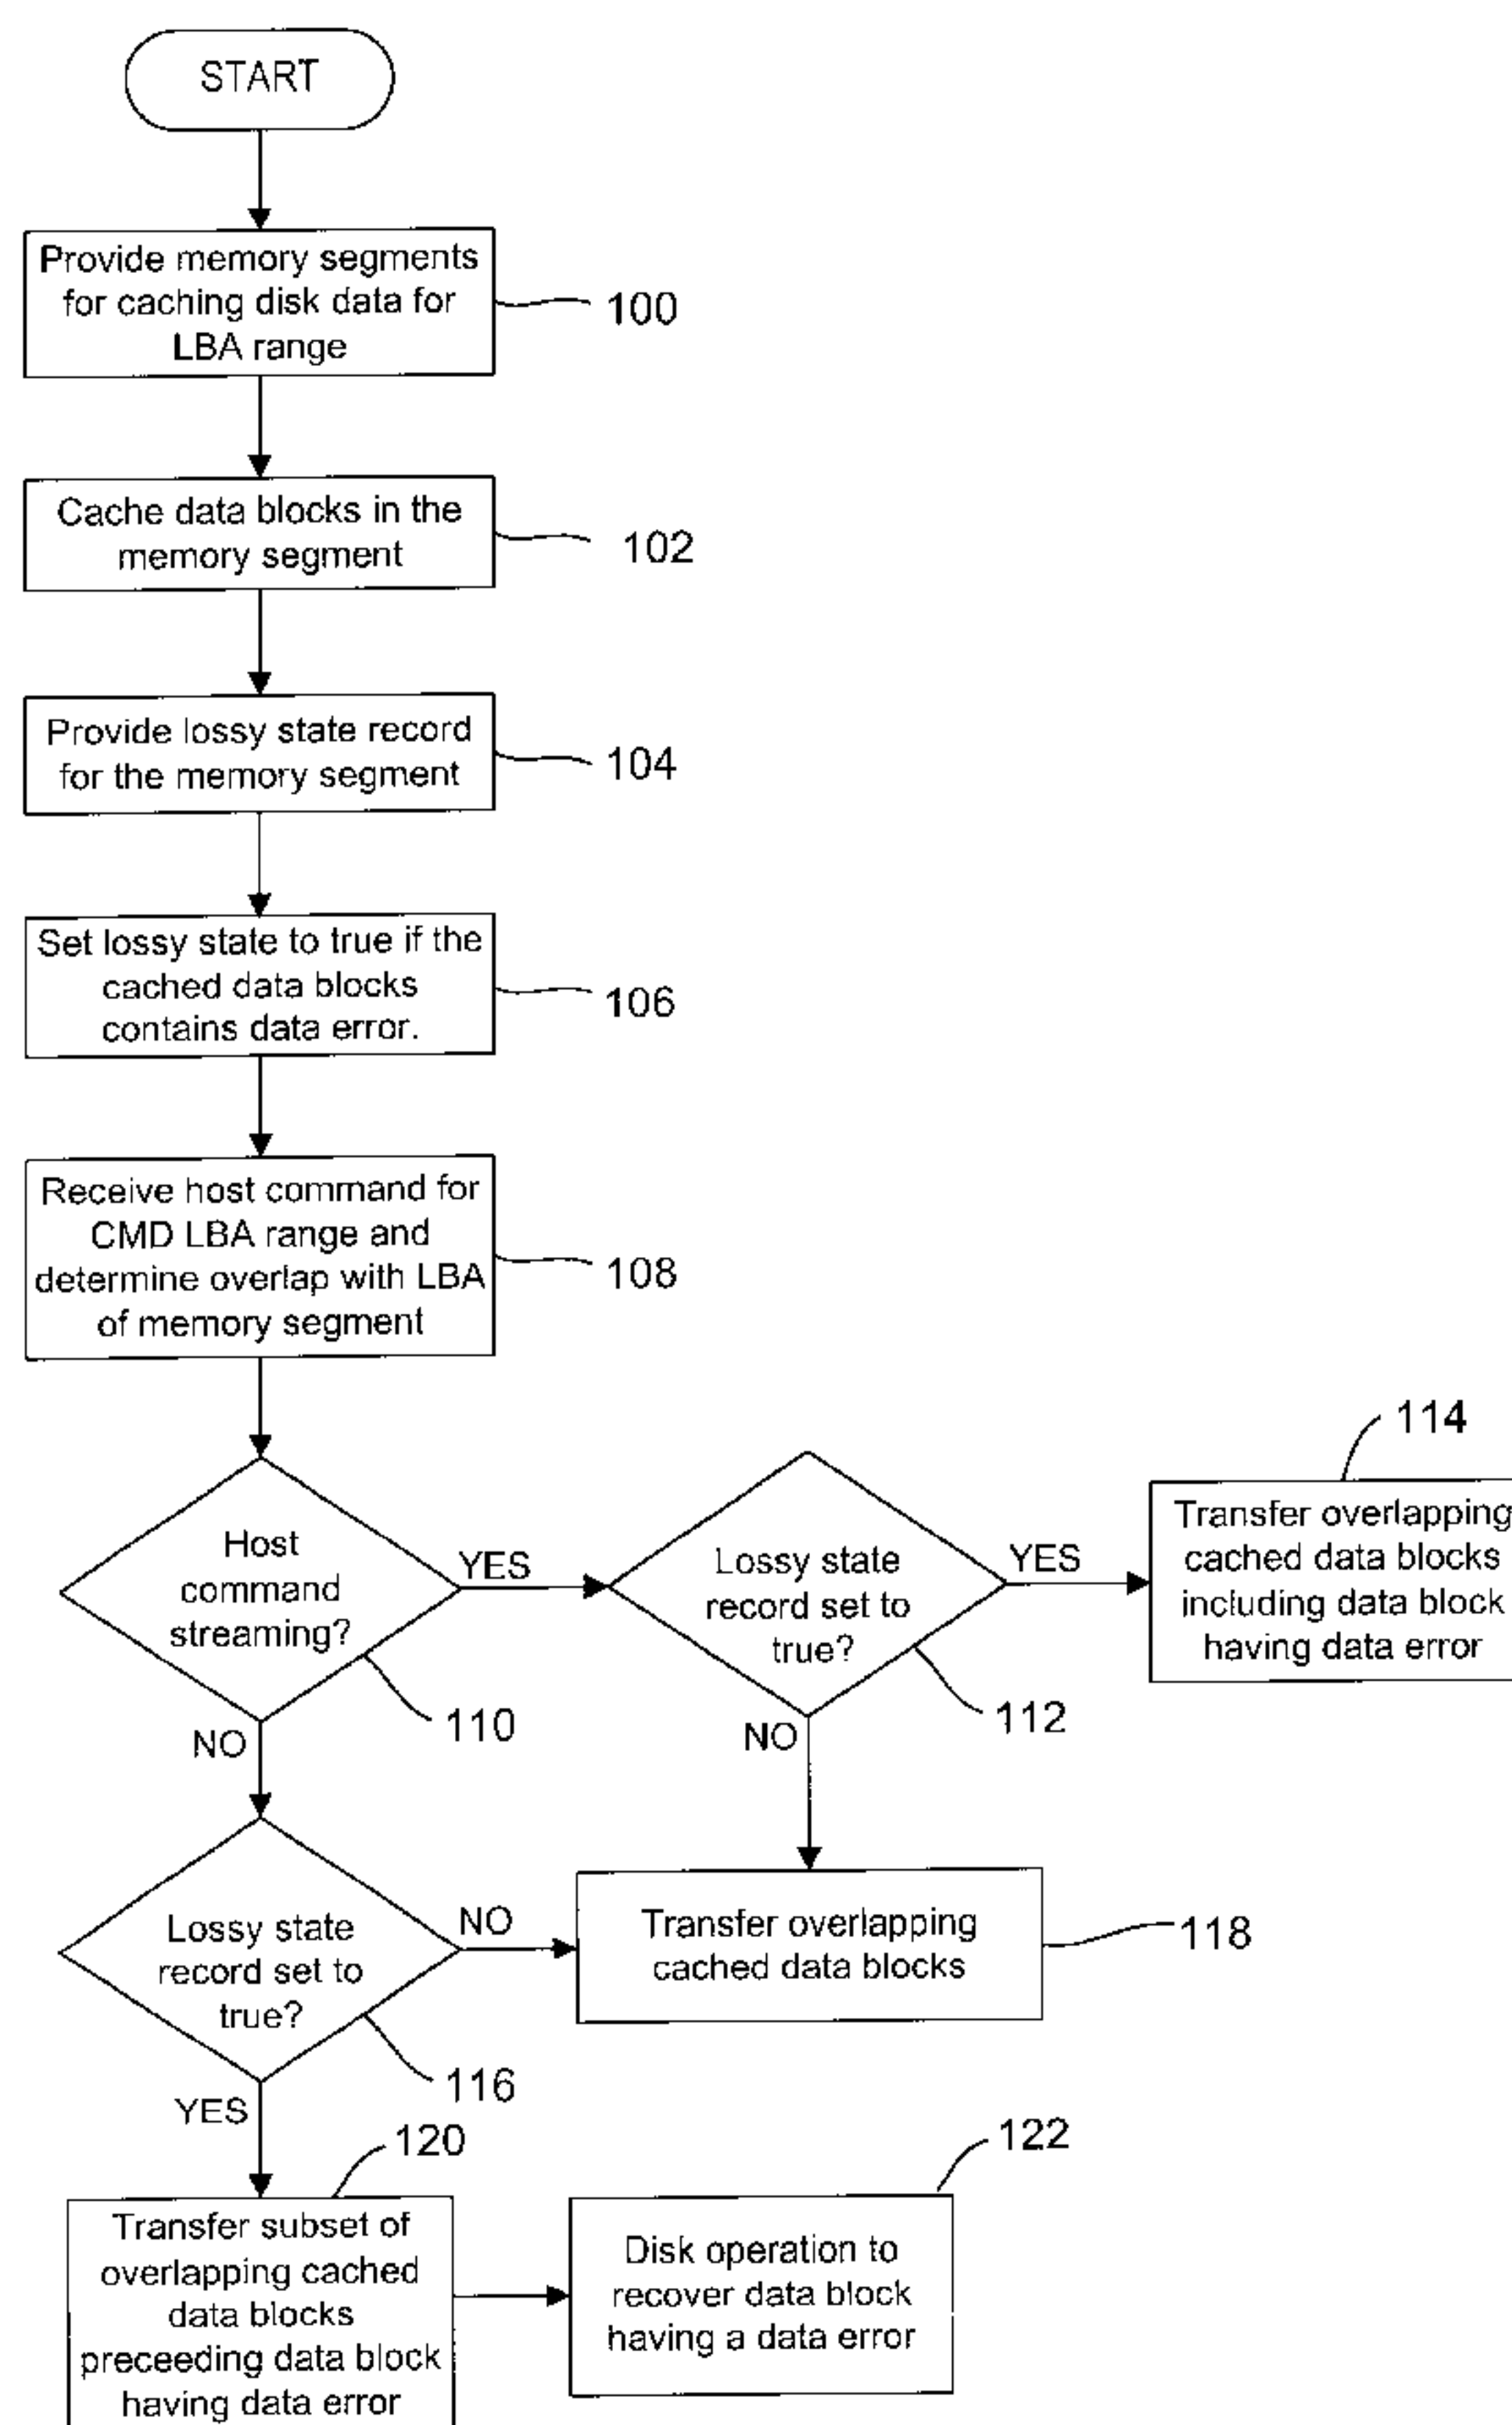 START
Provide memory segments
for caching disk data for
LBA range
100
Cache data blocks in the
memory segment
102
Provide lossy state record
for the memory segment
104
Set lossy state to true if the
cached data blocks
contains data error.
106
Receive host command for
CMD LBA range and
determine overlap with LBA
of memory segment
108
114
Transfer overlapping
cached data blocks
including data block
having data error
Host
command
streaming?
YES
Lossy state
record set to
true?
YES
110
112
NO
NO
Lossy state
record set to
true?
NO
Transfer overlapping
cached data blocks
118
116
YES
120
122
Transfer subset of
overlapping cached
data blocks
preceeding data block
having data error
Disk operation to
recover data block
having a data error